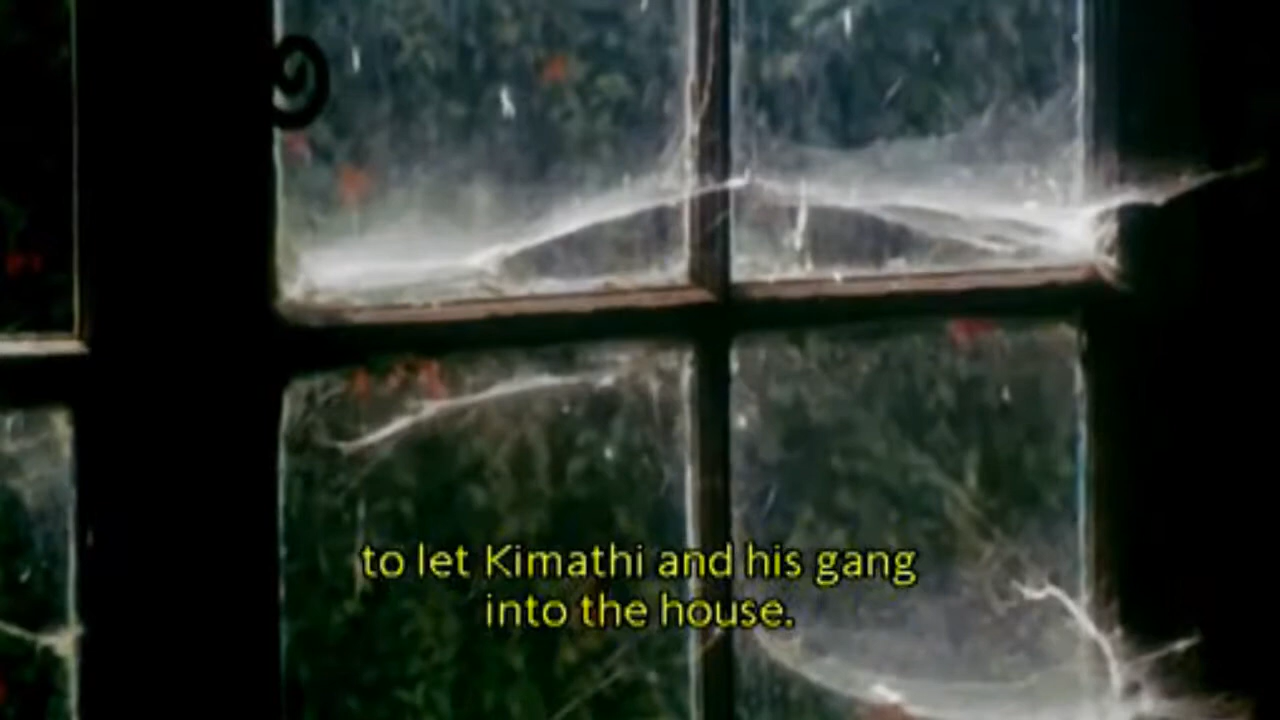 to let Kimathi and his gang
into the house.